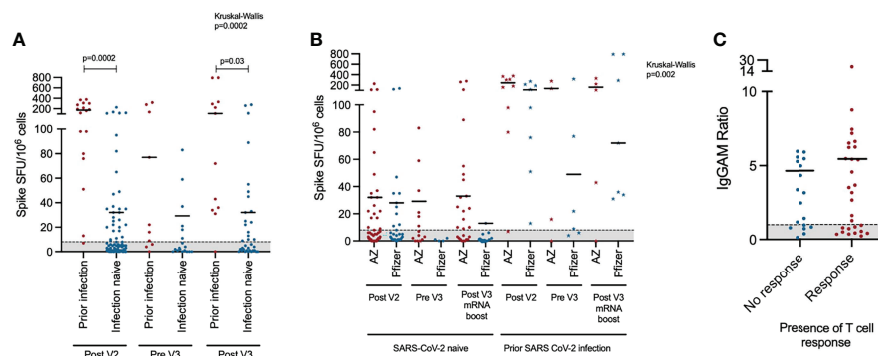 A
Kruskal-Wallis
p=0.0002
p=0.0002
p=0.03
Spike SFU/10⁶ cells
800
600
400
200
100
80
60
40
20
0
Prior infection
Infection naive
Prior infection
Infection naive
Prior infection
Infection naive
Post V2
Pre V3
Post V3
B
Kruskal-Wallis
p=0.002
Spike SFU/10⁶ cells
800
600
400
200
100
80
60
40
20
0
AZ
Pfizer
AZ
Pfizer
AZ
Pfizer
AZ
Pfizer
AZ
Pfizer
AZ
Pfizer
Post V2
Pre V3
Post V3
mRNA
boost
Post V2
Pre V3
Post V3
mRNA
boost
SARS-CoV-2 naive
Prior SARS CoV-2 infection
C
IgGAM Ratio
30
14
10
5
0
No response
Response
Presence of T cell
response